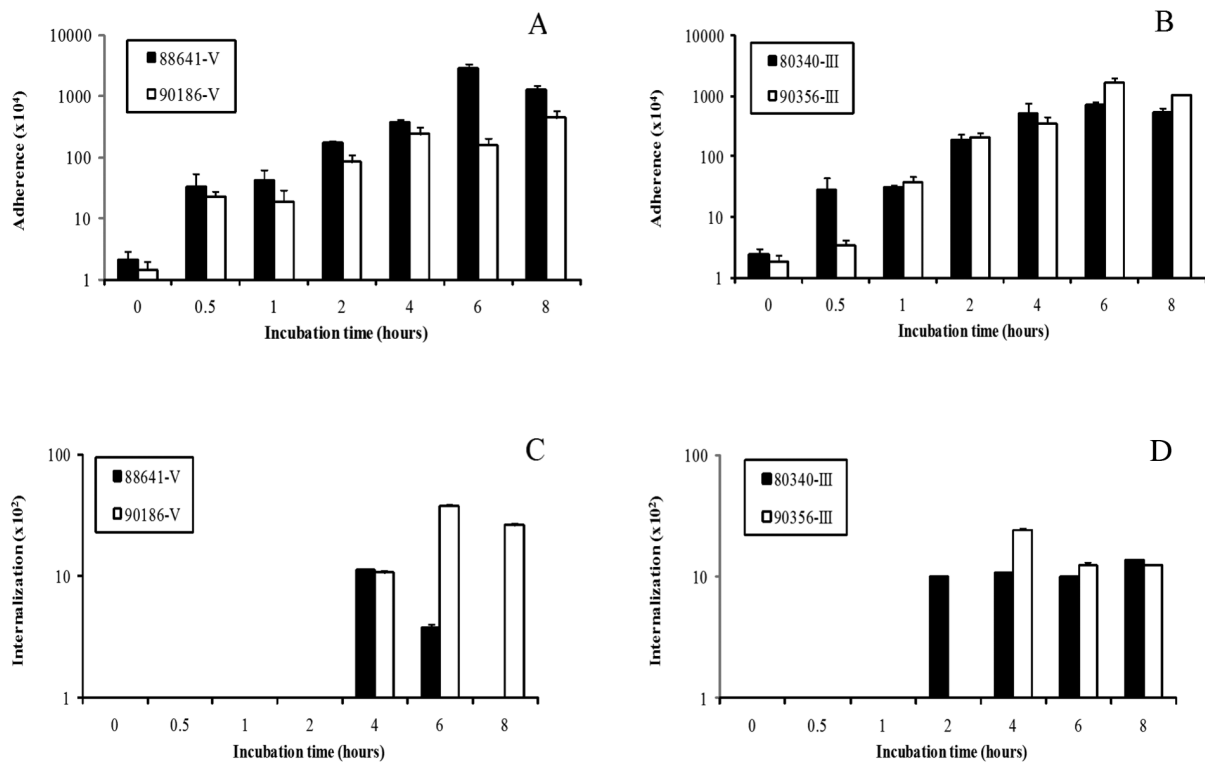 A
Adherence (x10⁴)
10000
1000
100
10
1
88641-V
90186-V
0 0.5 1 2 4 6 8
Incubation time (hours)
B
Adherence (x10⁴)
10000
1000
100
10
1
80340-III
90356-III
0 0.5 1 2 4 6 8
Incubation time (hours)
C
Internalization (x10²)
100
10
1
88641-V
90186-V
0 0.5 1 2 4 6 8
Incubation time (hours)
D
Internalization (x10²)
100
10
1
80340-III
90356-III
0 0.5 1 2 4 6 8
Incubation time (hours)